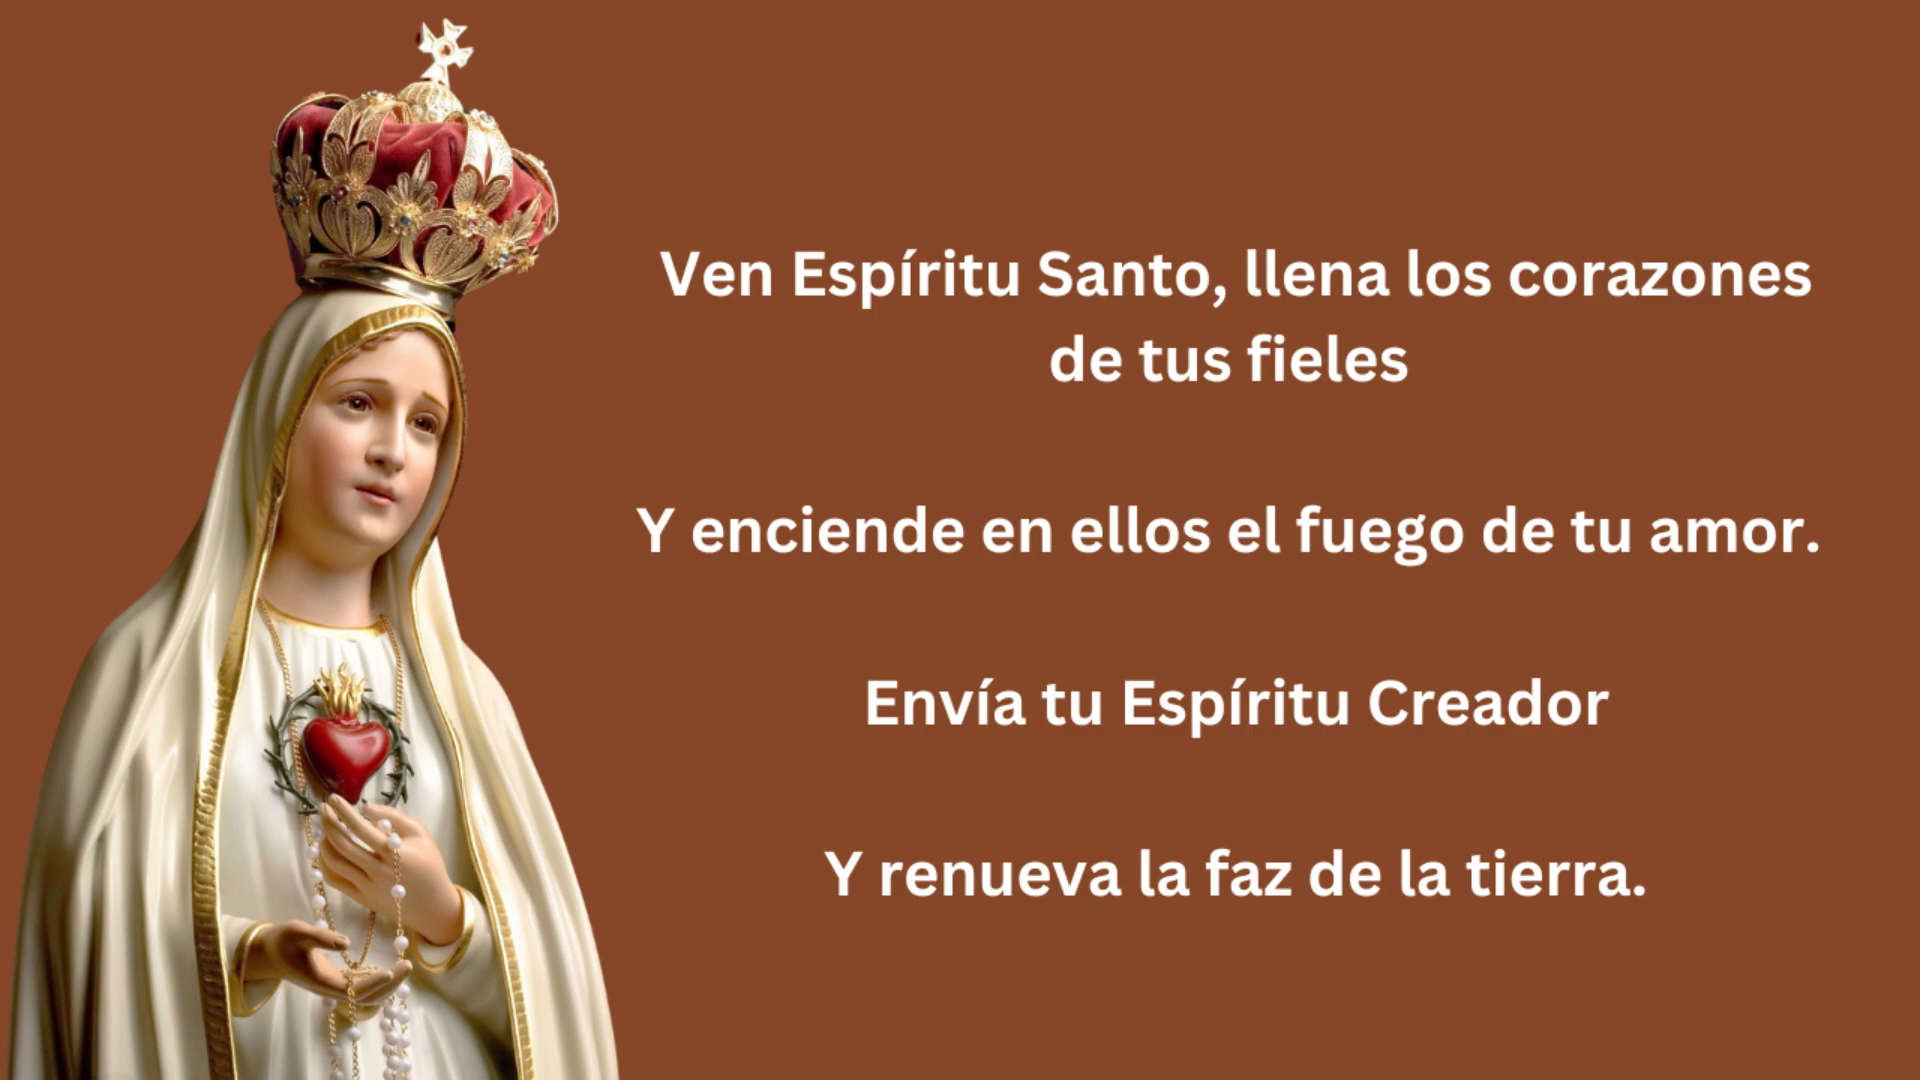 Ven Espíritu Santo, llena los corazones
de tus fieles
Y enciende en ellos el fuego de tu amor.
Envía tu Espíritu Creador
Y renueva la faz de la tierra.